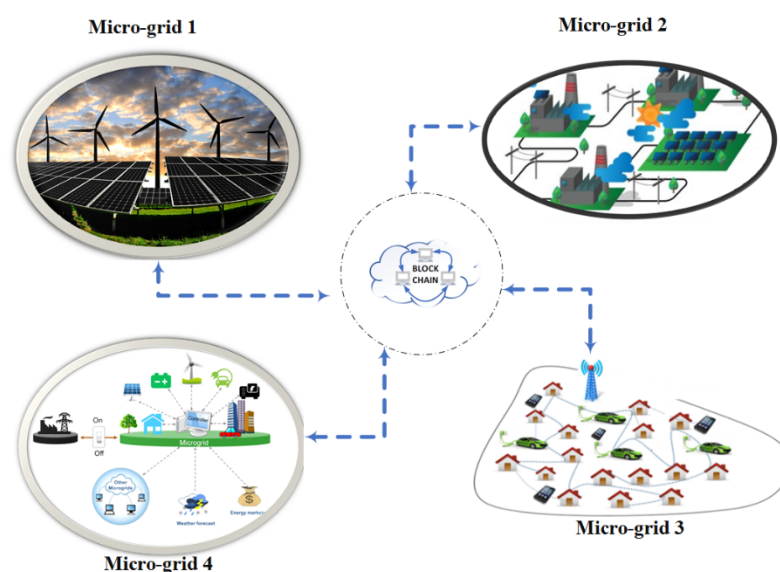 Micro-grid 1
Micro-grid 2
BLOCK
CHAIN
On
Off
Controller
Microgrid
Other
Microgrids
Weather forecast
Energy market
Micro-grid 3
Micro-grid 4